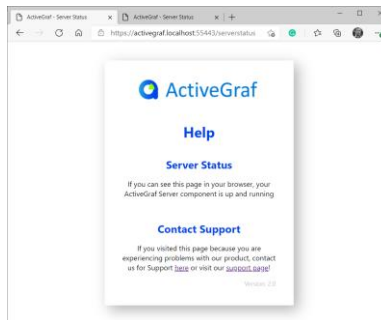 ActiveGraf - Server Status
ActiveGraf - Server Status
https://activegraf.localhost:55443/serverstatus
ActiveGraf
Help
Server Status
If you can see this page in your browser, your
ActiveGraf Server component is up and running
Contact Support
If you visited this page because you are
experiencing problems with our product, contact
us for Support here or visit our support page!
Version: 2.0